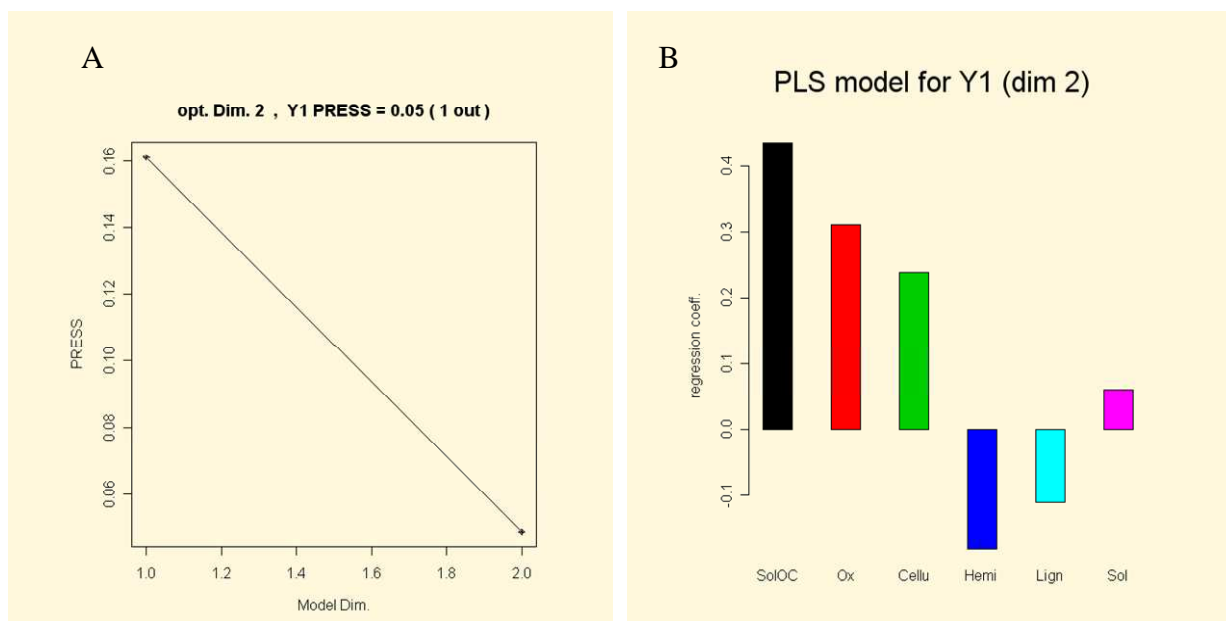 A
opt. Dim. 2 , Y1 PRESS = 0.05 ( 1 out )
PRESS
0.16
0.14
0.12
0.10
0.08
0.06
1.0 1.2 1.4 1.6 1.8 2.0
Model Dim.
B
PLS model for Y1 (dim 2)
regression coeff.
0.4
0.3
0.2
0.1
0.0
-0.1
SolOC Ox Cellu Hemi Lign Sol